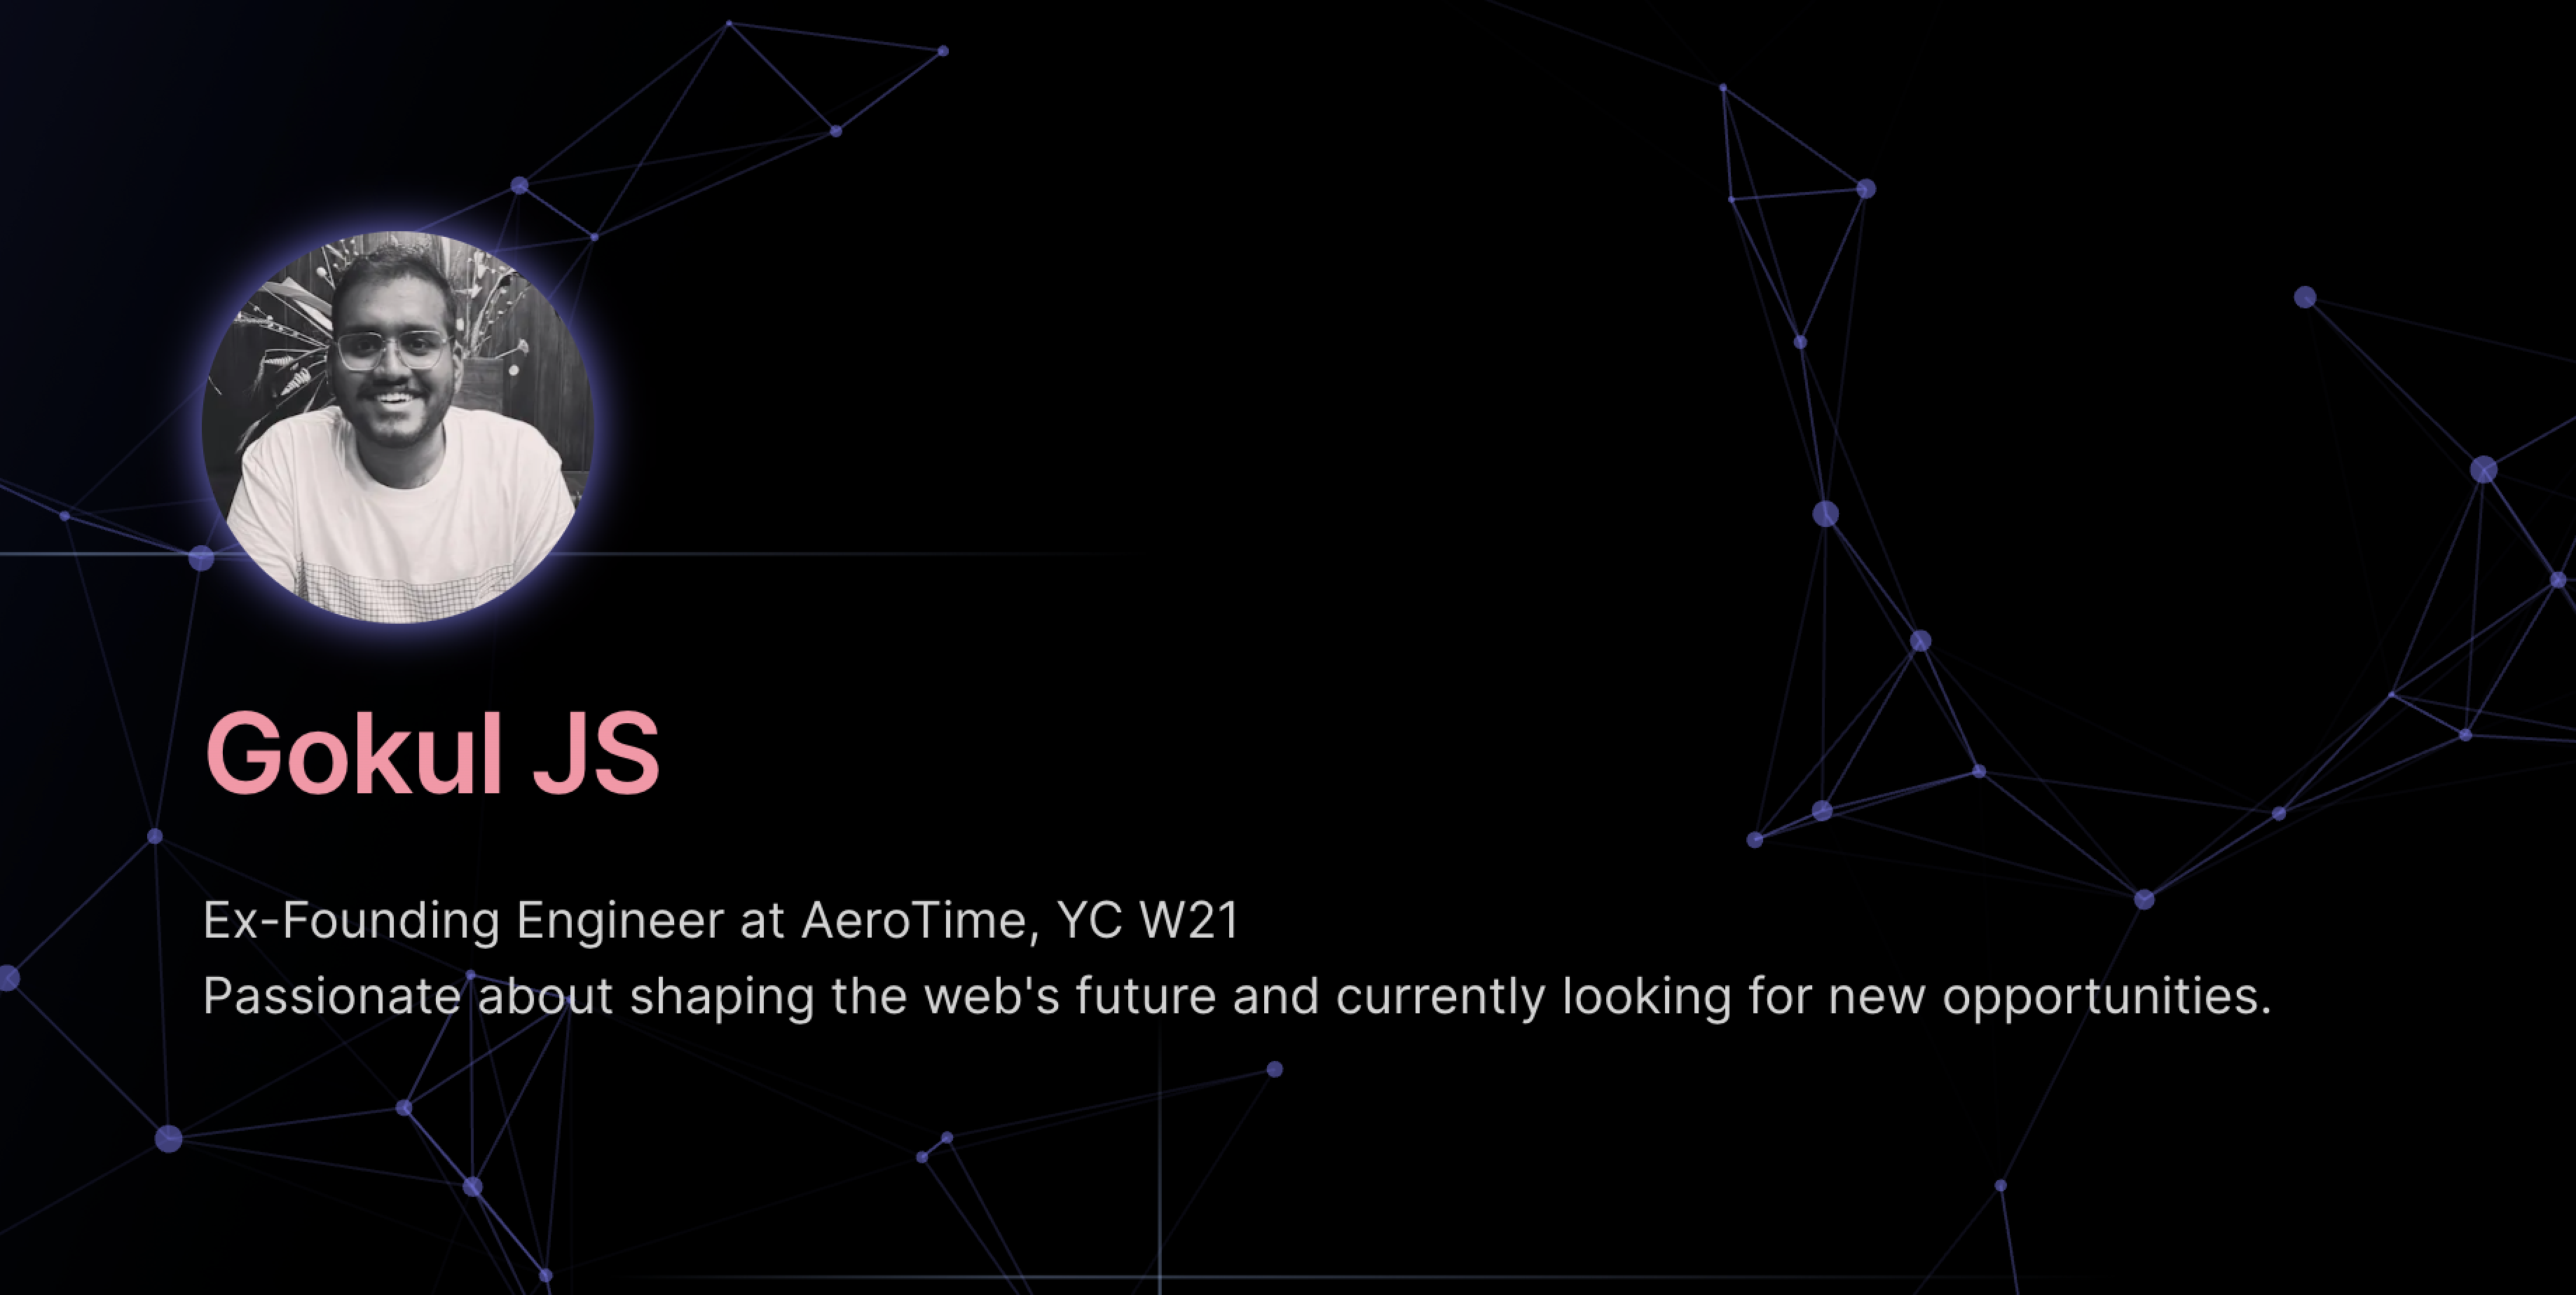 Gokul JS
Ex-Founding Engineer at AeroTime, YC W21
Passionate about shaping the web's future and currently looking for new opportunities.